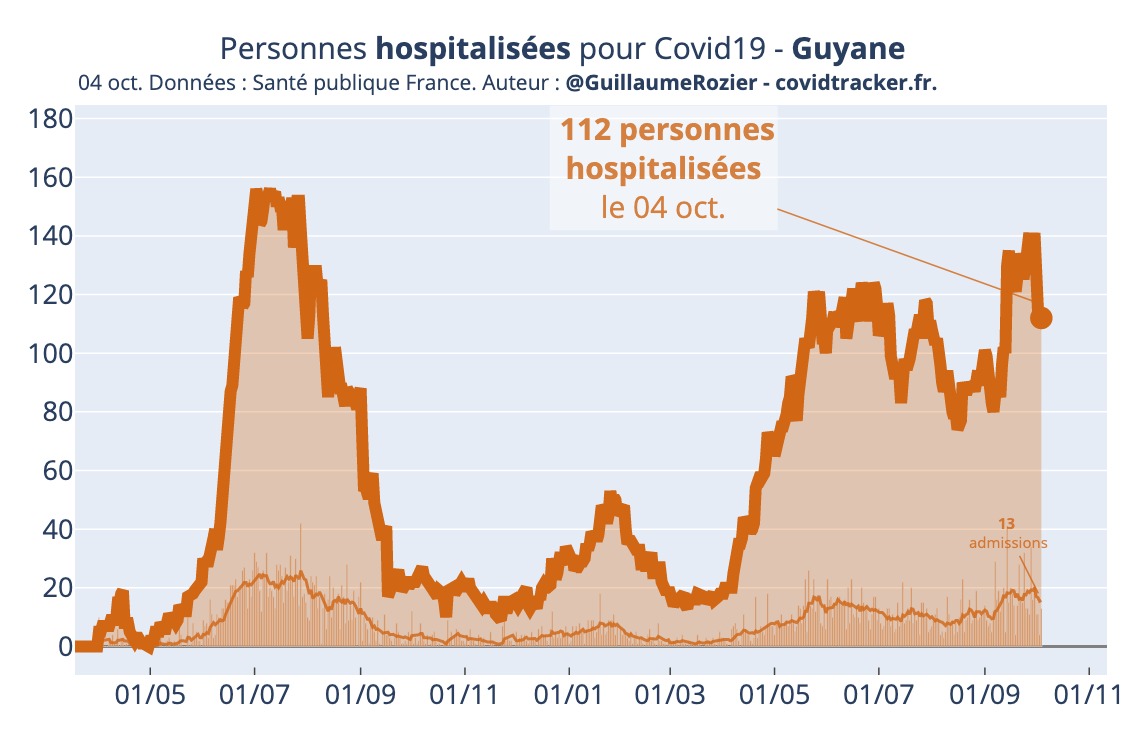 Personnes hospitalisées pour Covid19 - Guyane
04 oct. Données : Santé publique France. Auteur : @GuillaumeRozier - covidtracker.fr.
112 personnes
hospitalisées
le 04 oct.
180
160
140
120
100
80
60
40
20
0
13
admissions
01/05 01/07 01/09 01/11 01/01 01/03 01/05 01/07 01/09 01/11